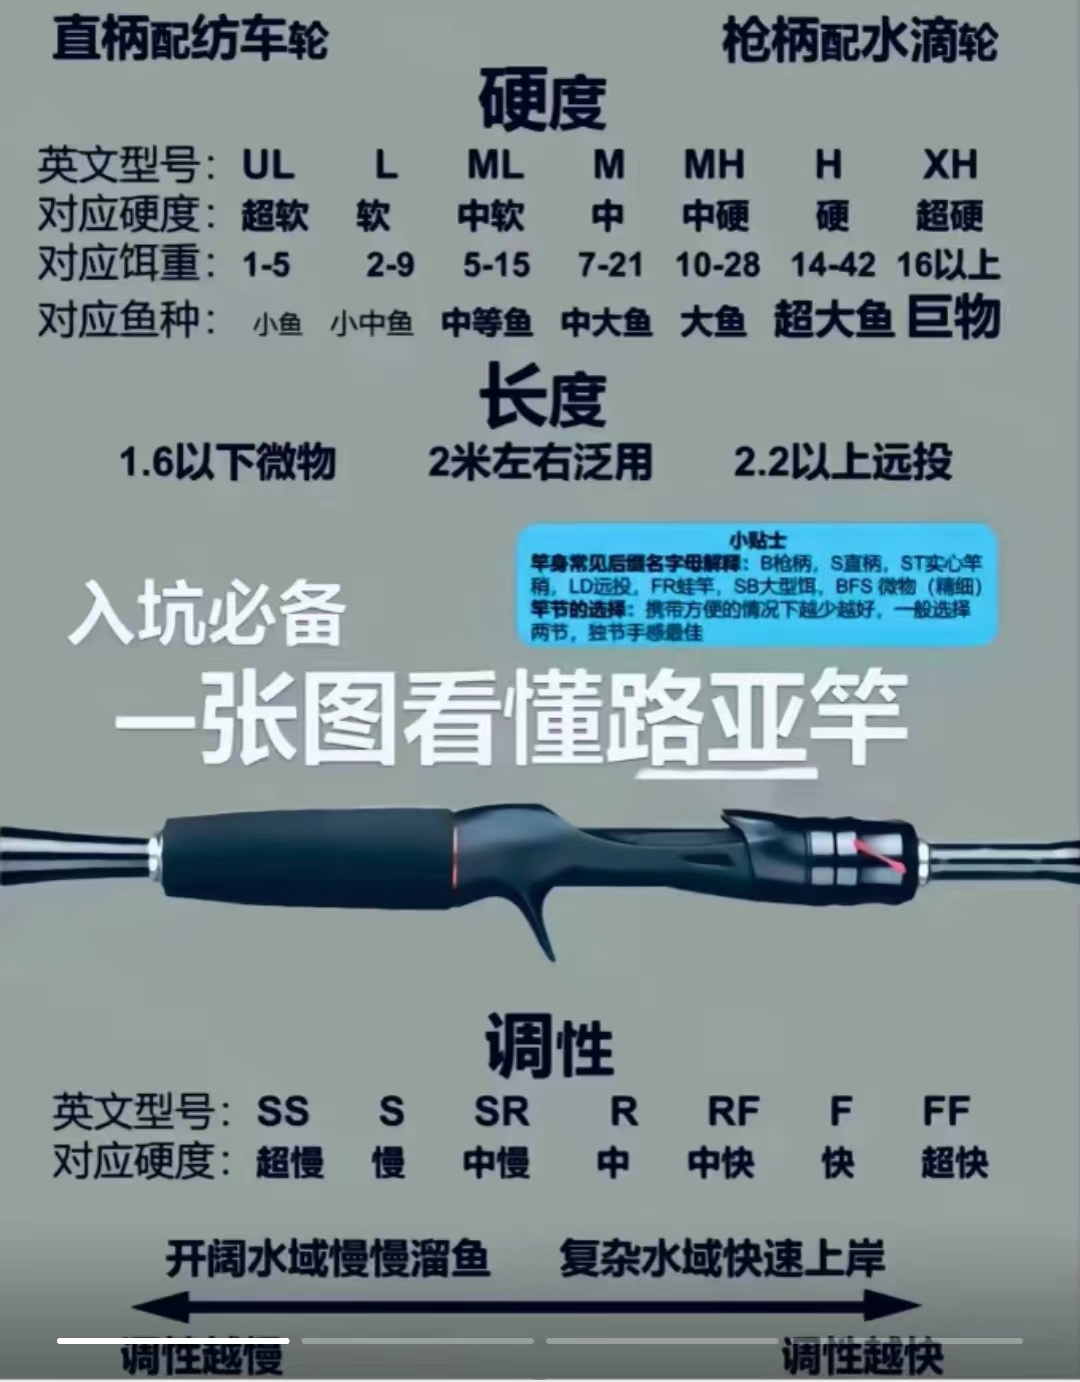 直柄配纺车轮 枪柄配水滴轮
硬度
英文型号： UL L ML M MH H XH
对应硬度： 超软 软 中软 中 中硬 硬 超硬
对应饵重： 1-5 2-9 5-15 7-21 10-28 14-42 16以上
对应鱼种： 小鱼 小中鱼 中等鱼 中大鱼 大鱼 超大鱼 巨物
长度
1.6以下微物 2米左右泛用 2.2以上远投
小贴士
竿身常见后缀名字母解释：B枪柄，S直柄，ST实心竿
稍，LD远投，FR蛙竿，SB大型饵，BFS 微物（精细）
竿节的选择：携带方便的情况下越少越好，一般选择
两节，独节手感最佳
入坑必备
一张图看懂路亚竿
调性
英文型号： SS S SR R RF F FF
对应硬度： 超慢 慢 中慢 中 中快 快 超快
开阔水域慢慢溜鱼 复杂水域快速上岸
调性越慢 调性越快